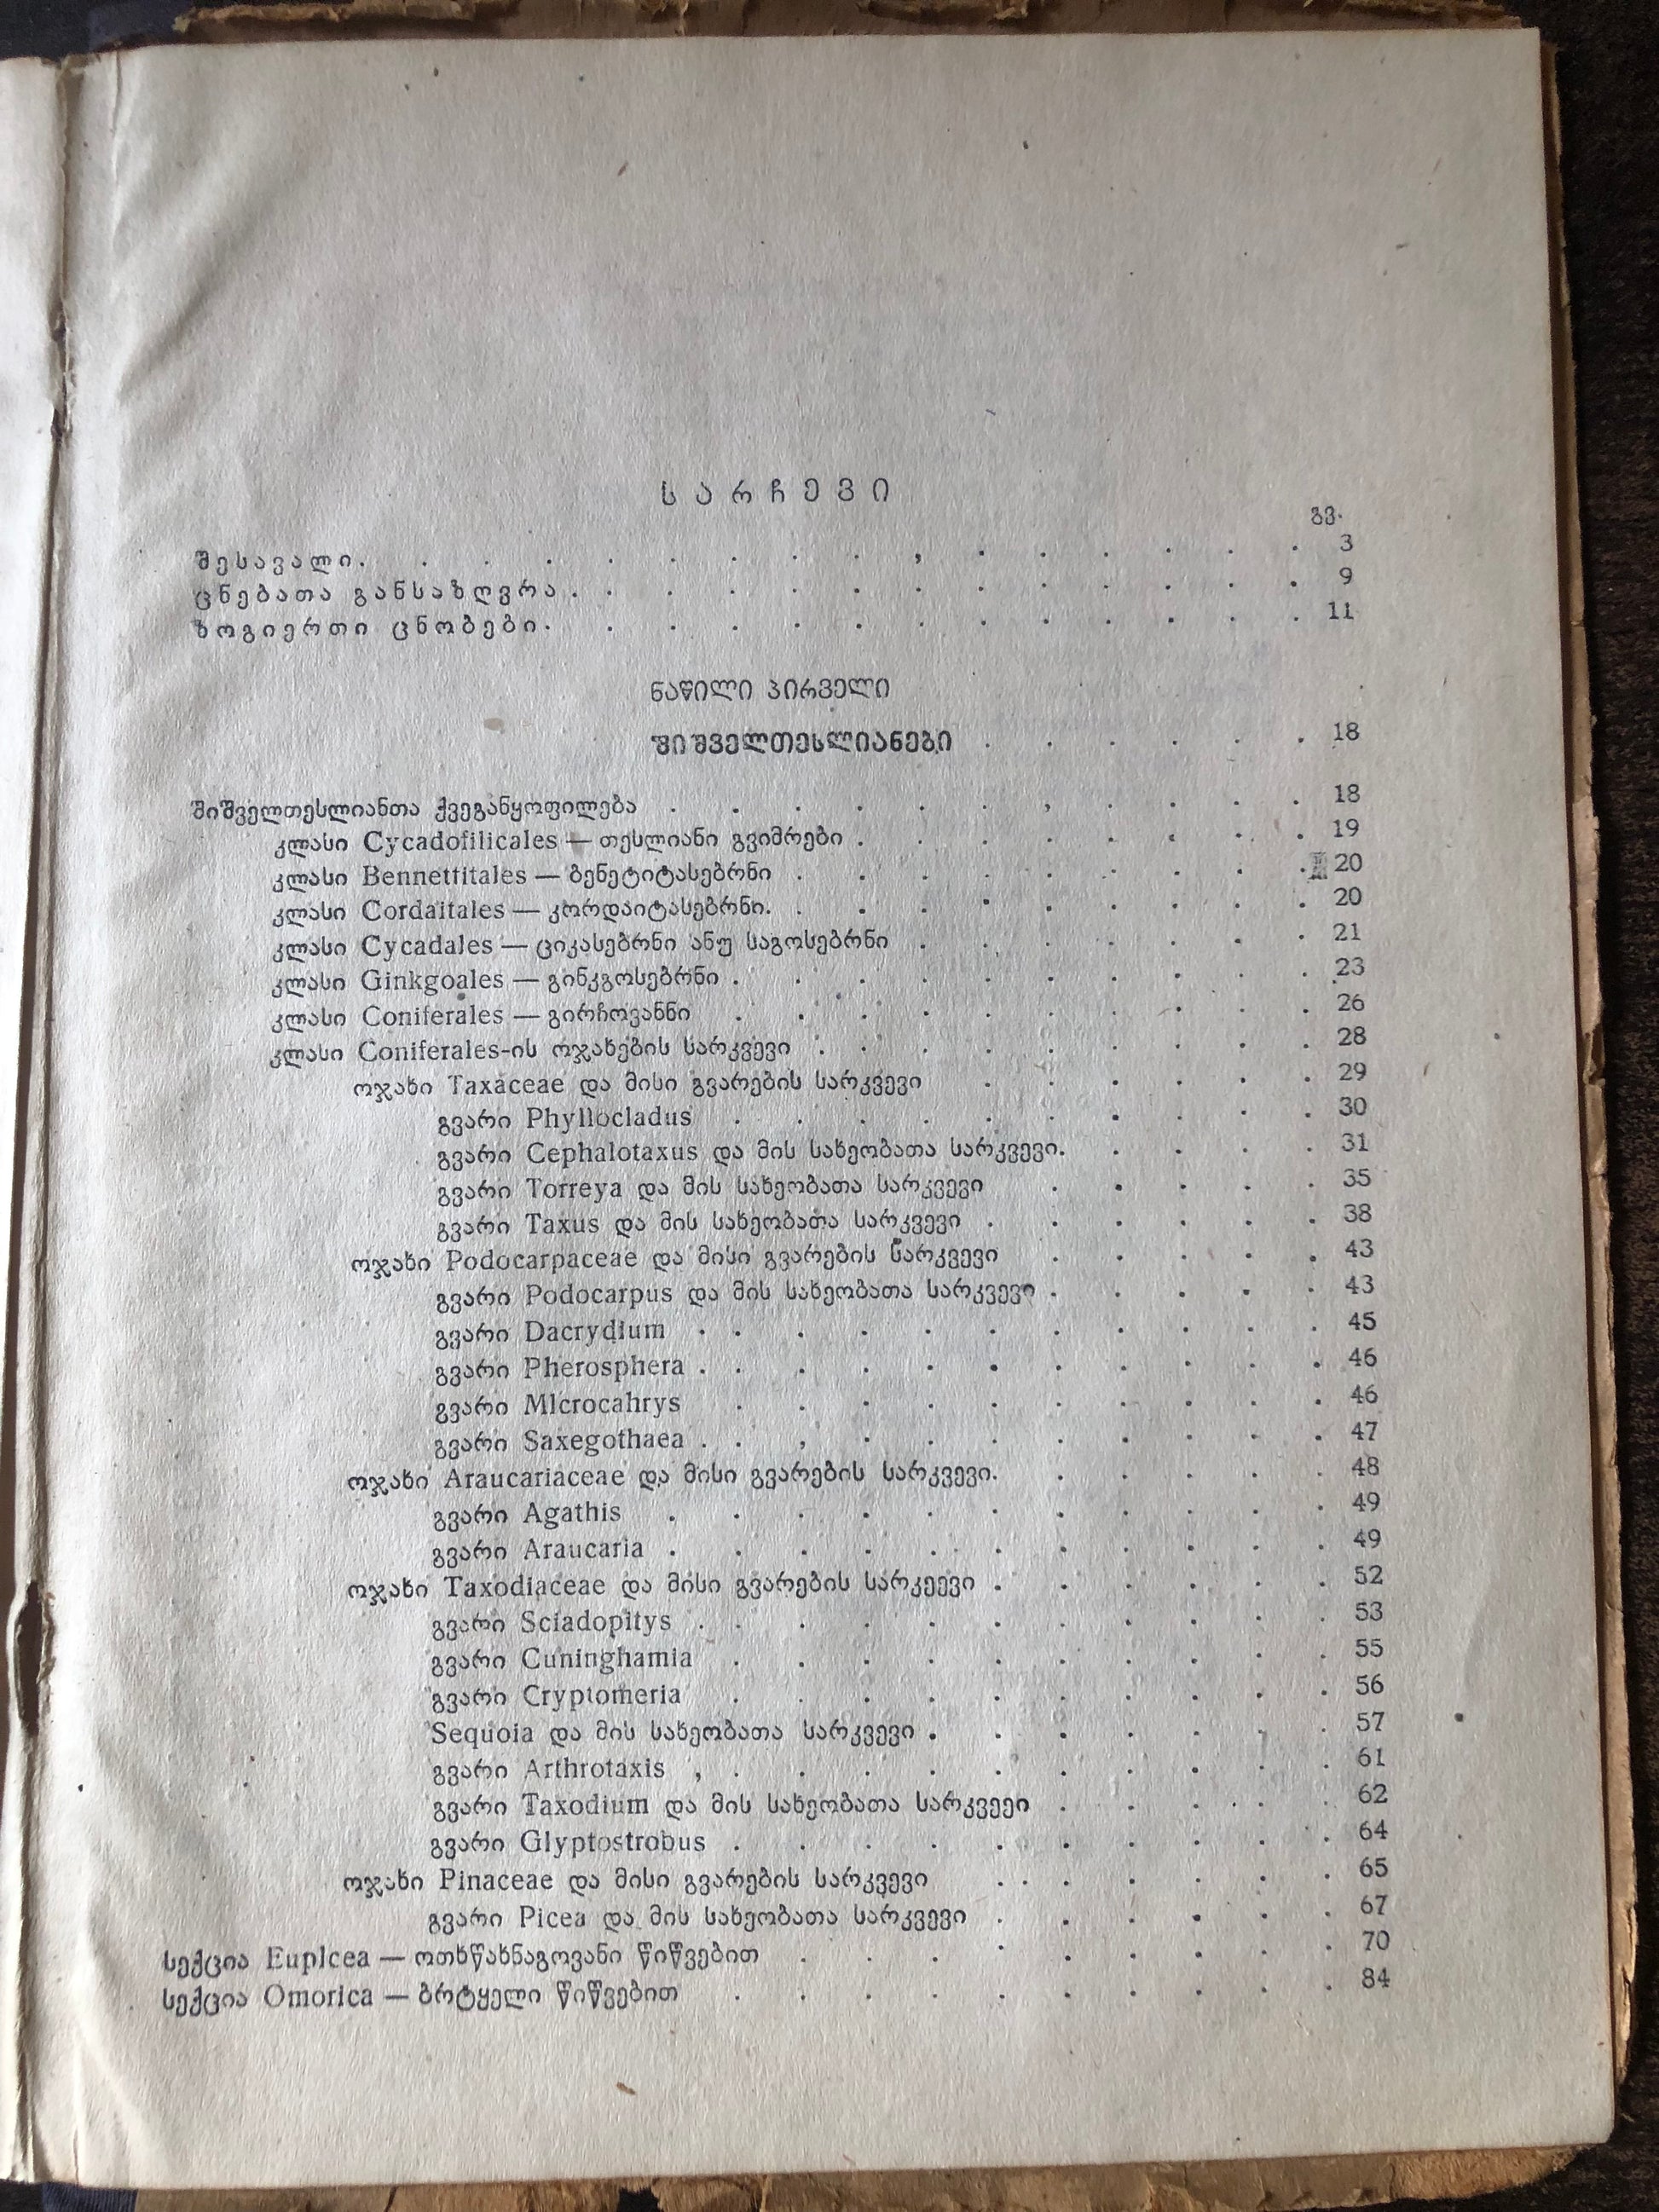 სარჩევი
გვ.
შესავალი. . . . . . . . , . . . . . . 3
ცნებათა განსაზღვრა. . . . . . . . . . . . . 9
ზოგიერთი ცნობები. . . . . . . . . . . . . 11
ნაწილი პირველი
შიშველთესლიანები . . . . . . 18
შიშველთესლიანთა ქვეგანყოფილება . . . . . . , . . . . 18
კლასი Cycadofilicales — თესლიანი გვიმრები . . . . . . . . 19
კლასი Bennettitales — ბენეტიტასებრნი . . . . . . . . . 20
კლასი Cordaitales — კორდაიტასებრნი. . . . . . . . . . 20
კლასი Cycadales — ციკასებრნი ანუ საგოსებრნი . . . . . . . 21
კლასი Ginkgoales — გინკგოსებრნი . . . . . . . . . . 23
კლასი Coniferales — გირჩოვანნი . . . . . . . . . . 26
კლასი Coniferales-ის ოჯახების სარკვევი . . . . . . . . . 28
ოჯახი Taxaceae და მისი გვარების სარკვევი . . . . . . 29
გვარი Phyllocladus . . . . . . . . . . 30
გვარი Cephalotaxus და მის სახეობათა სარკვევი. . . . . 31
გვარი Torreya და მის სახეობათა სარკვევი . . . . . 35
გვარი Taxus და მის სახეობათა სარკვევი . . . . . . 38
ოჯახი Podocarpaceae და მისი გვარების სარკვევი . . . . . 43
გვარი Podocarpus და მის სახეობათა სარკვევი . . . . . 43
გვარი Dacrydium . . . . . . . . . . . 45
გვარი Pherosphera . . . . . . . . . . . 46
გვარი MIcrocahrys . . . . . . . . . . 46
გვარი Saxegothaea . . , . . . . . . . . 47
ოჯახი Araucariaceae და მისი გვარების სარკვევი. . . . . . 48
გვარი Agathis . . . . . . . . . . . 49
გვარი Araucaria . . . . . . . . . . . 49
ოჯახი Taxodiaceae და მისი გვარების სარკეევი . . . . . . 52
გვარი Sciadopitys . . . . . . . . . . . 53
გვარი Cuninghamia . . . . . . . . . . 55
გვარი Cryptomeria . . . . . . . . . . 56
Sequoia და მის სახეობათა სარკვევი . . . . . . . 57
გვარი Arthrotaxis , . . . . . . . . . . 61
გვარი Taxodium და მის სახეობათა სარკვეეი . . . . . 62
გვარი Glyptostrobus . . . . . . . . . . 64
ოჯახი Pinaceae და მისი გვარების სარკვევი . . . . . . . 65
გვარი Picea და მის სახეობათა სარკვევი . . . . . . 67
სექცია EupIcea — ოთხწახნაგოვანი წიწვებით . . . . . . . . . 70
სექცია Omorica — ბრტყელი წიწვებით . . . . . . . . . . 84